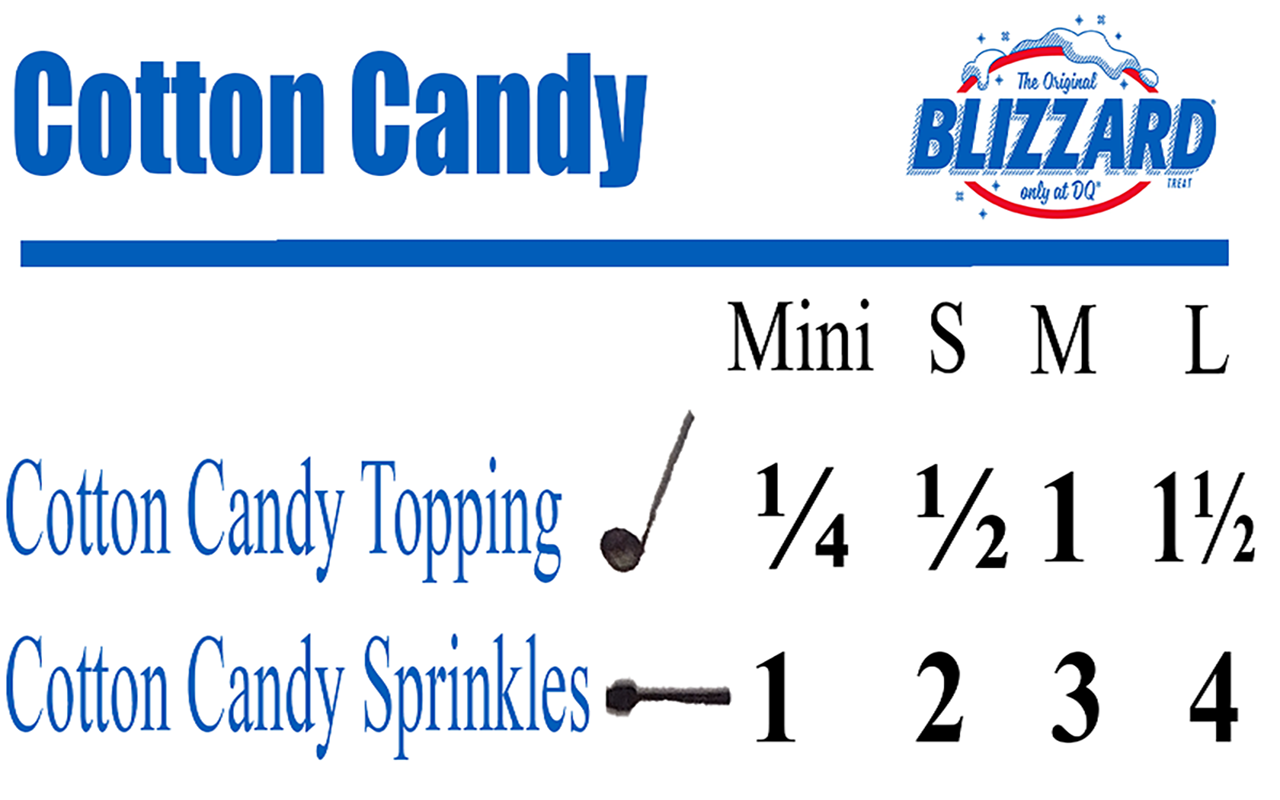 Cotton Candy
The Original
BLIZZARD®
TREAT
only at DQ®
Mini S M L
Cotton Candy Topping ¼ ½ 1 1½
Cotton Candy Sprinkles 1 2 3 4